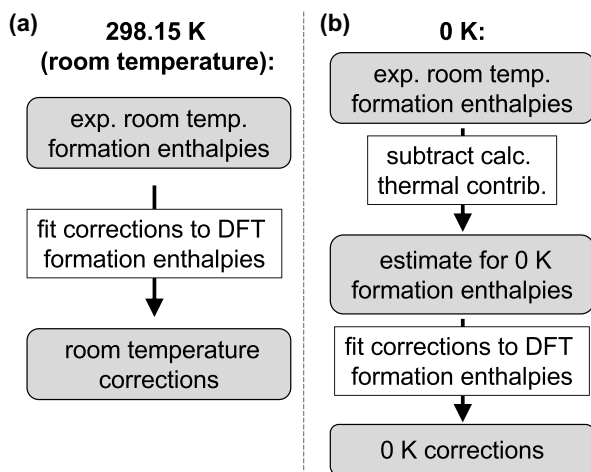 (a)
298.15 K
(room temperature):
exp. room temp.
formation enthalpies
fit corrections to DFT
formation enthalpies
room temperature
corrections
(b)
0 K:
exp. room temp.
formation enthalpies
subtract calc.
thermal contrib.
estimate for 0 K
formation enthalpies
fit corrections to DFT
formation enthalpies
0 K corrections